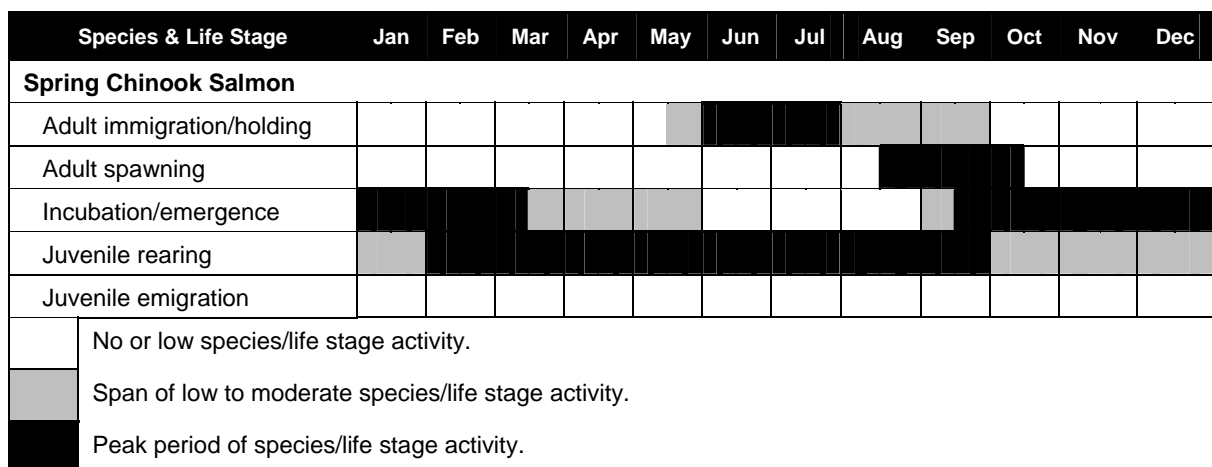 Species & Life Stage Jan Feb Mar Apr May Jun Jul Aug Sep Oct Nov Dec
Spring Chinook Salmon
Adult immigration/holding
Adult spawning
Incubation/emergence
Juvenile rearing
Juvenile emigration
No or low species/life stage activity.
Span of low to moderate species/life stage activity.
Peak period of species/life stage activity.